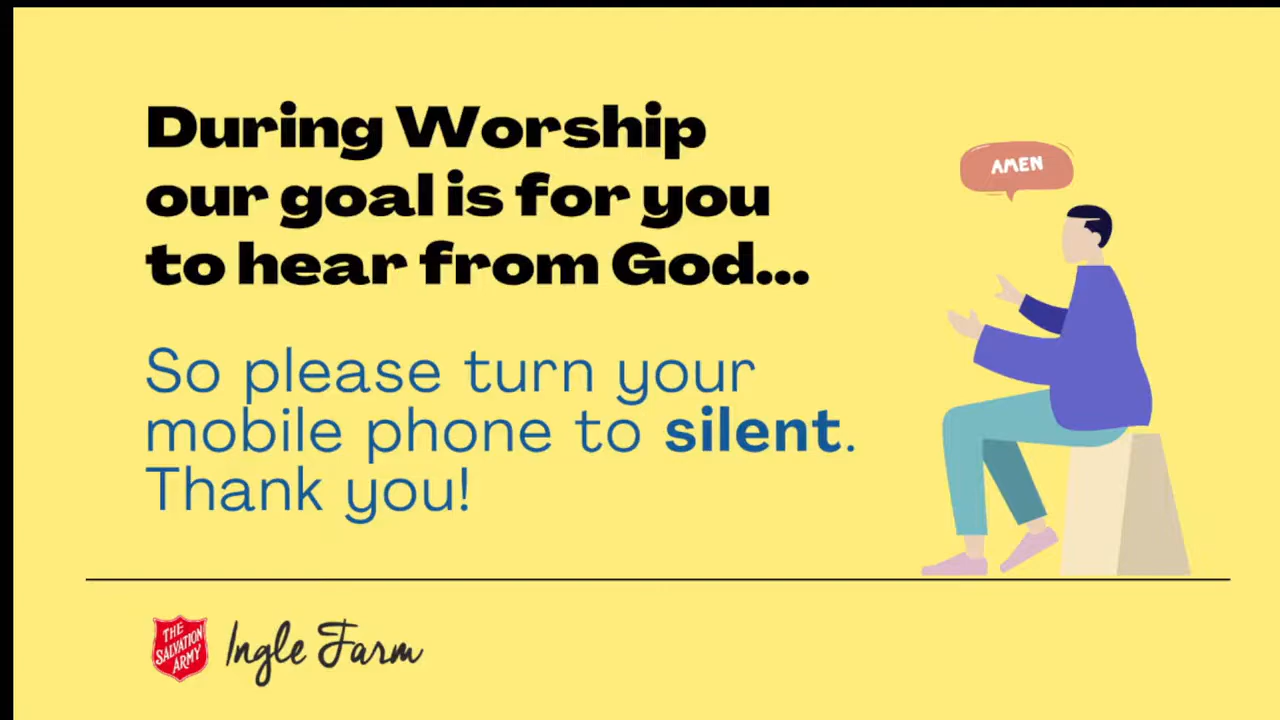 During Worship
our goal is for you
to hear from God...
AMEN
So please turn your
mobile phone to silent.
Thank you!
THE
SALVATION
ARMY
Ingle Farm